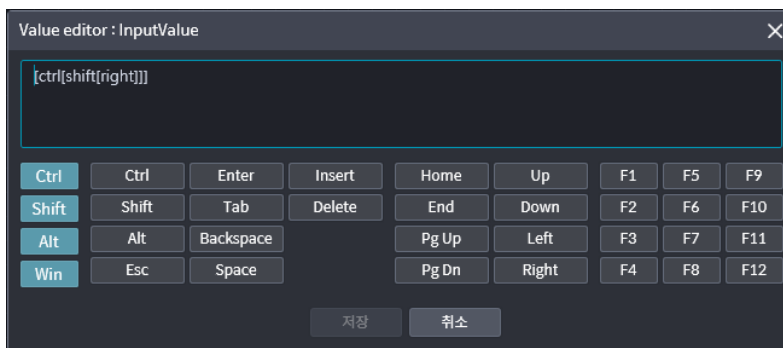 Value editor : InputValue
[ctrl[shift[right]]]
Ctrl Ctrl Enter Insert Home Up F1 F5 F9
Shift Shift Tab Delete End Down F2 F6 F10
Alt Alt Backspace Pg Up Left F3 F7 F11
Win Esc Space Pg Dn Right F4 F8 F12
저장 취소